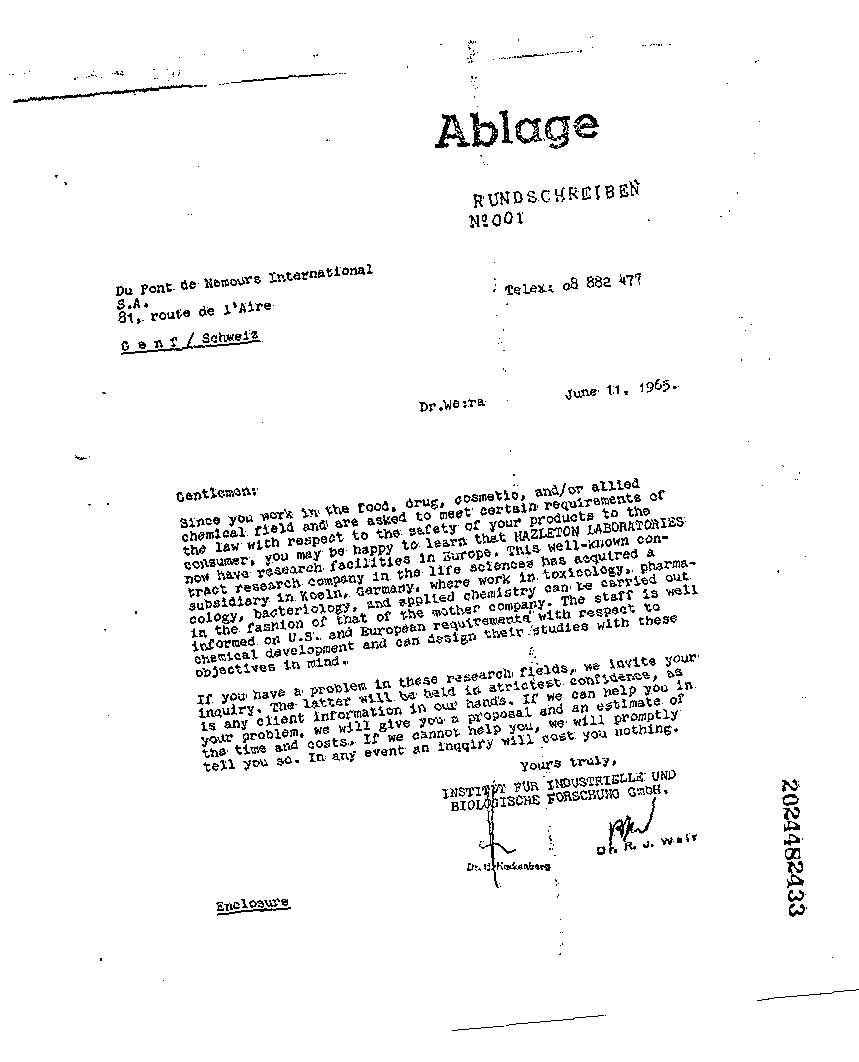 Ablage
RUNDSCHREIBEN
Nº001
Du Pont de Nemours International
S.A.
81, route de l'Aire
G e n f / Schweiz
Telex: 08 882 477
Dr.We:ra
June 11, 1965.
Gentlemen:
Since you work in the food, drug, cosmetic, and/or allied
chemical field and are asked to meet certain requirements of
the law with respect to the safety of your products to the
consumer, you may be happy to learn that HAZLETON LABORATORIES
now have research facilities in Europe. This well-known con-
tract research company in the life sciences has acquired a
subsidiary in Koeln, Germany, where work in toxicology, pharma-
cology, bacteriology, and applied chemistry can be carried out
in the fashion of that of the mother company. The staff is well
informed on U.S. and European requirements with respect to
chemical development and can design their studies with these
objectives in mind.
If you have a problem in these research fields, we invite your
inquiry. The latter will be held in strictest confidence, as
is any client information in our hands. If we can help you in
your problem, we will give you a proposal and an estimate of
the time and costs. If we cannot help you, we will promptly
tell you so. In any event an inqqiry will cost you nothing.
Yours truly,
INSTITUT FÜR INDUSTRIELLE UND
BIOLOGISCHE FORSCHUNG GmbH.
Dr. Hackenberg
Dr. R. J. Weir
Enclosure
2024482433